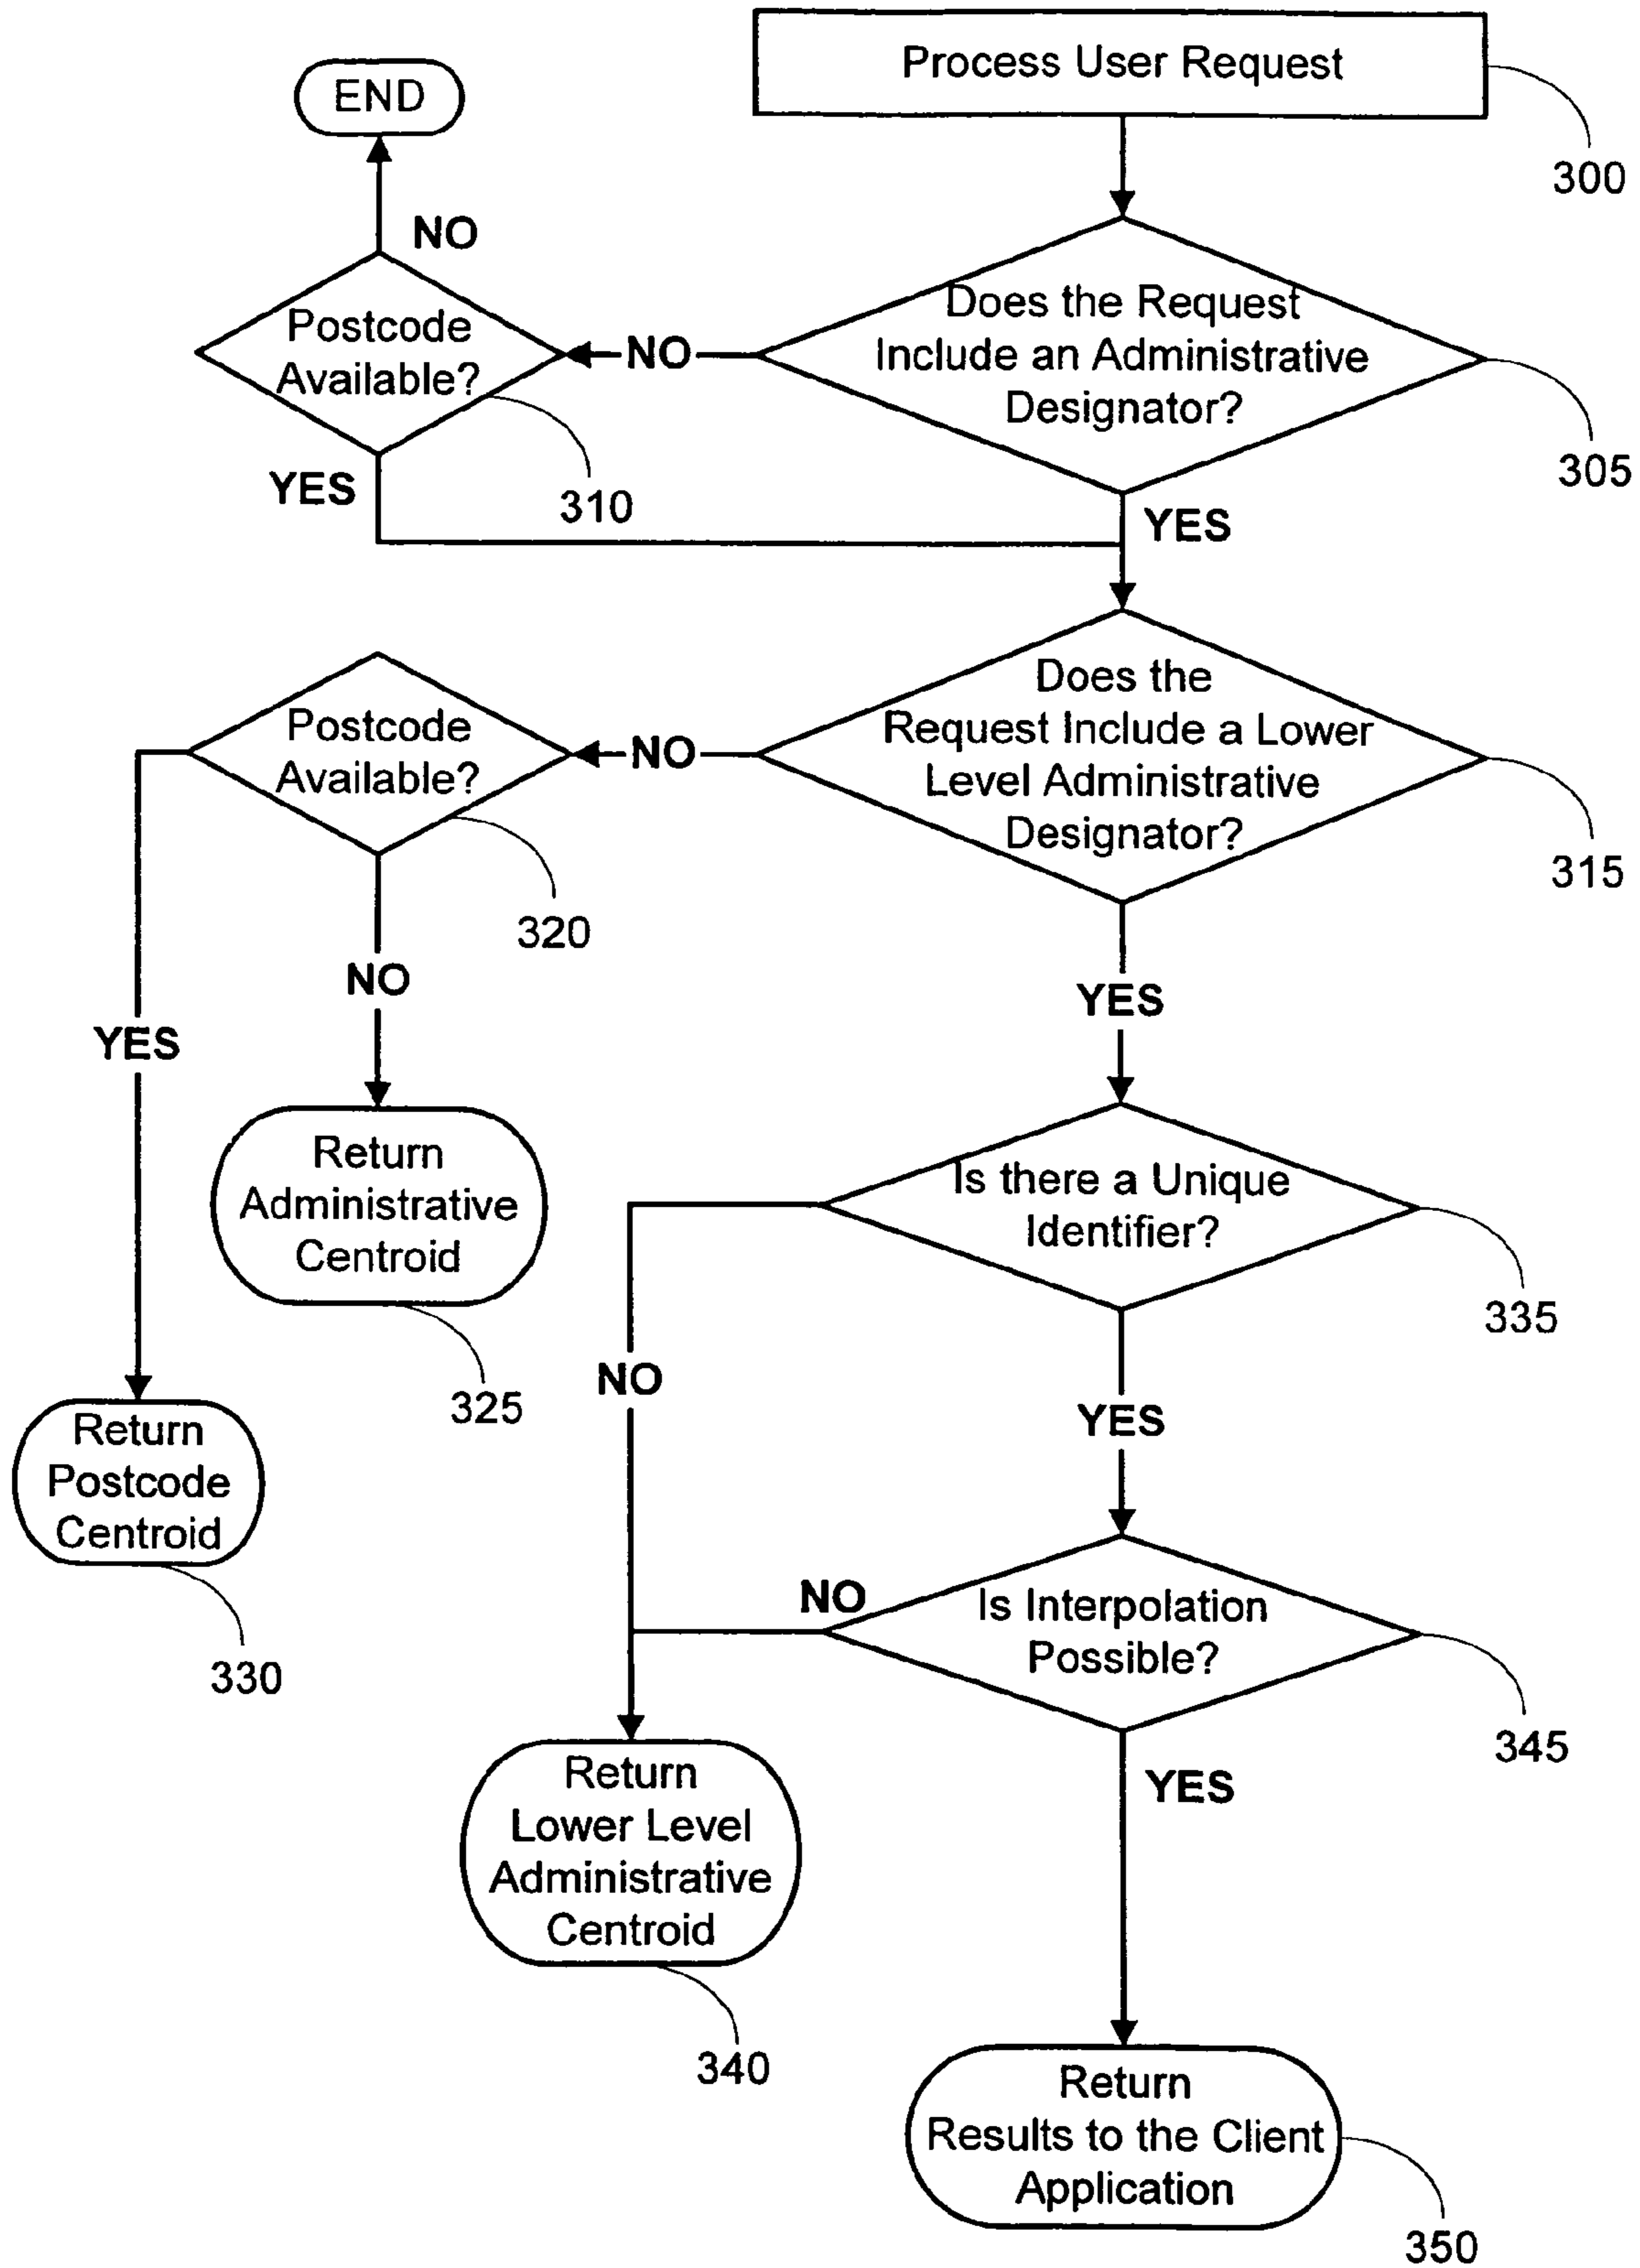 Process User Request
300
END
NO
Does the Request
Include an Administrative
Designator?
305
NO
Postcode
Available?
310
YES
YES
Does the
Request Include a Lower
Level Administrative
Designator?
315
NO
Postcode
Available?
320
NO
YES
YES
Return
Administrative
Centroid
325
Is there a Unique
Identifier?
335
NO
YES
Return
Postcode
Centroid
330
Is Interpolation
Possible?
345
NO
YES
Return
Lower Level
Administrative
Centroid
340
Return
Results to the Client
Application
350